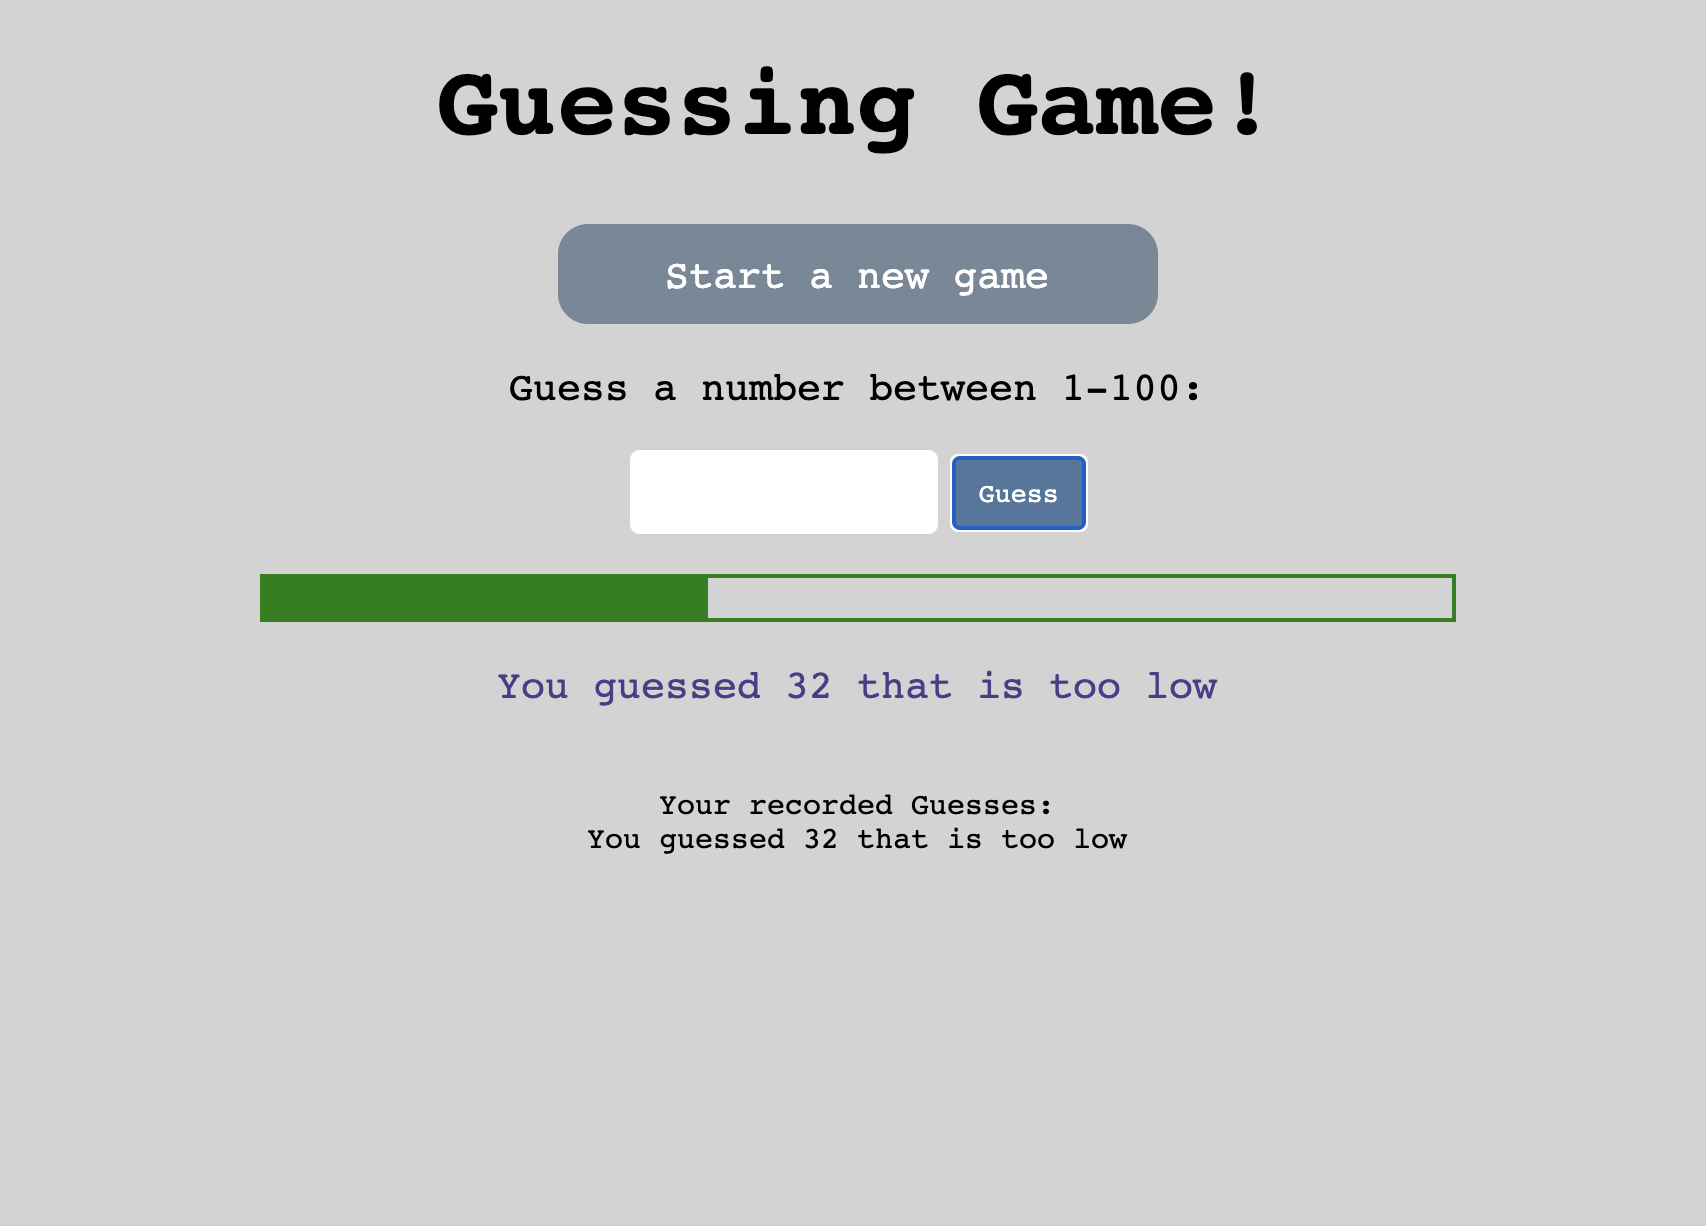 Guessing Game!
Start a new game
Guess a number between 1-100:
Guess
You guessed 32 that is too low
Your recorded Guesses:
You guessed 32 that is too low